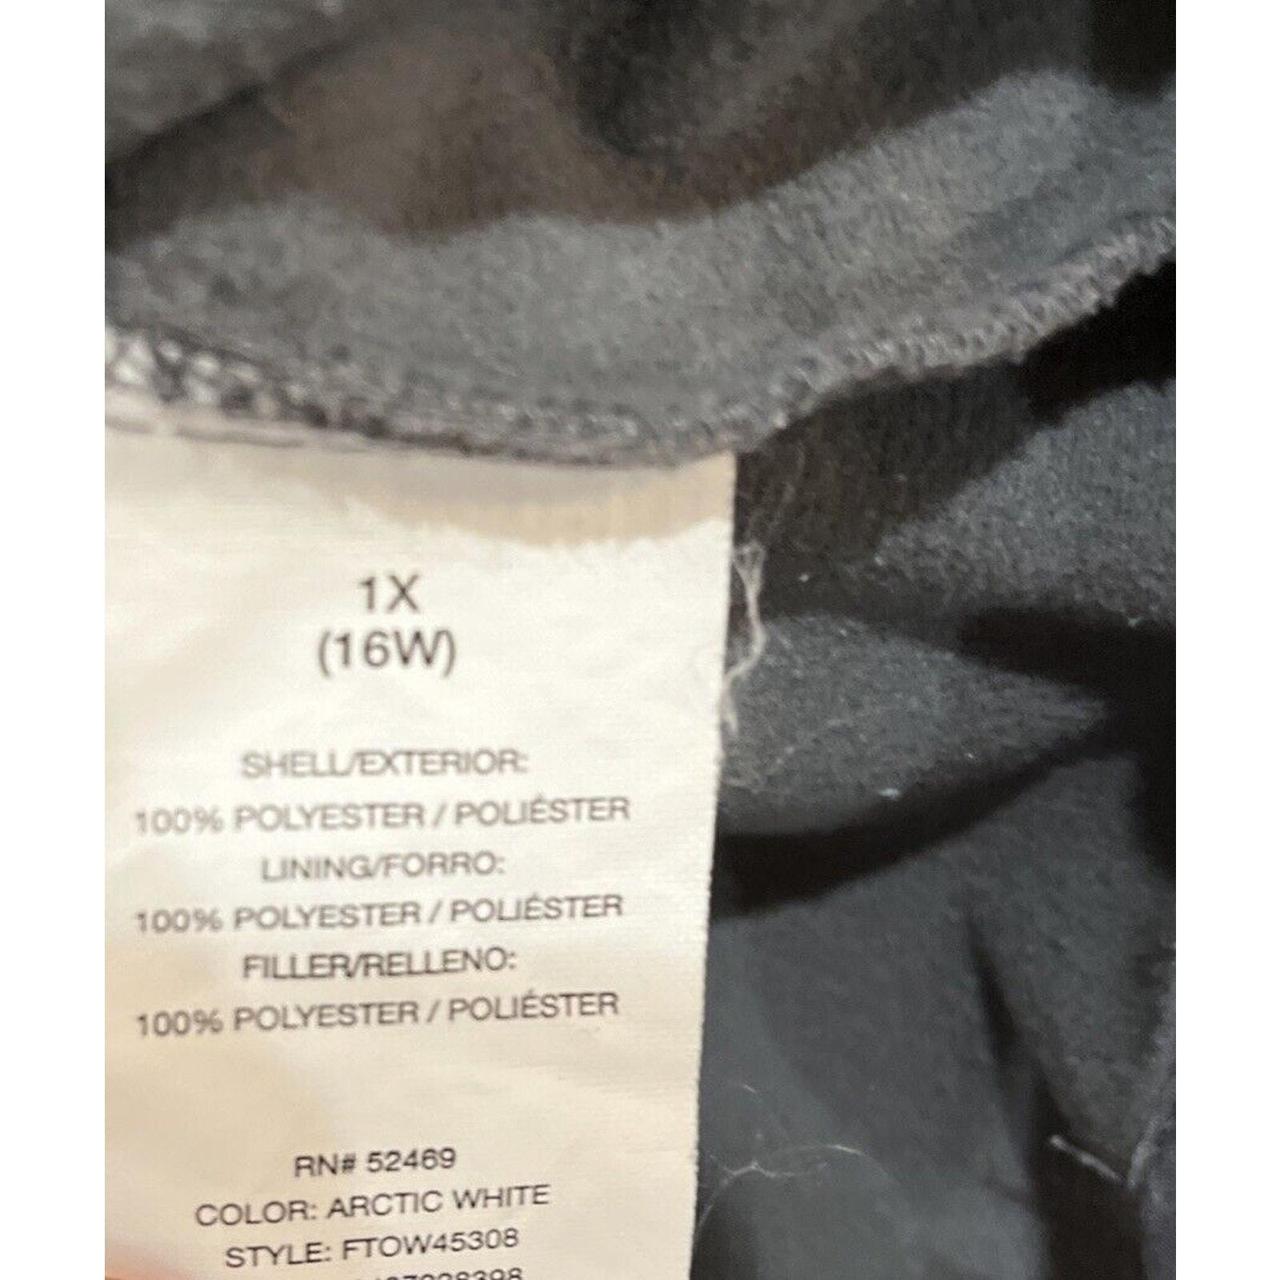 1X
(16W)
SHELL/EXTERIOR:
100% POLYESTER / POLIÉSTER
LINING/FORRO:
100% POLYESTER / POLIÉSTER
FILLER/RELLENO:
100% POLYESTER / POLIÉSTER
RN# 52469
COLOR: ARCTIC WHITE
STYLE: FTOW45308